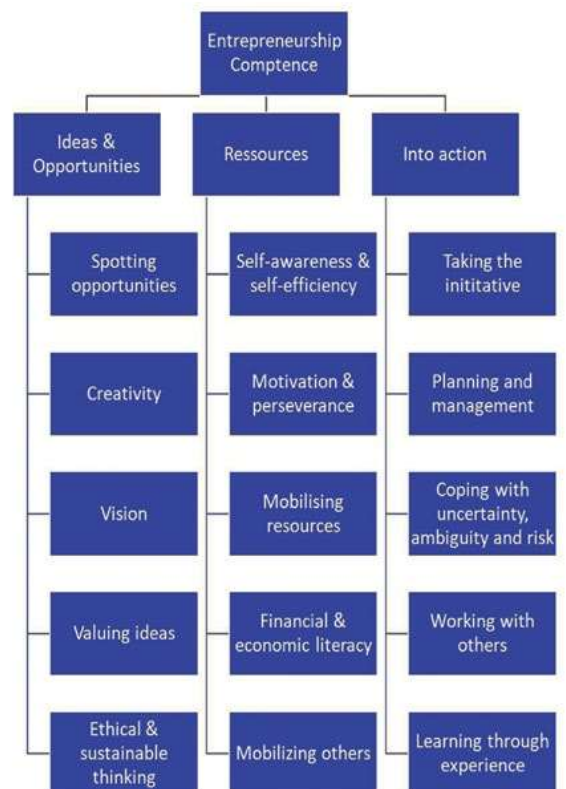 Entrepreneurship
Comptence
Ideas &
Opportunities
Ressources
Into action
Spotting
opportunities
Self-awareness &
self-efficiency
Taking the
inititative
Creativity
Motivation &
perseverance
Planning and
management
Vision
Mobilising
resources
Coping with
uncertainty,
ambiguity and risk
Valuing ideas
Financial &
economic literacy
Working with
others
Ethical &
sustainable
thinking
Mobilizing others
Learning through
experience